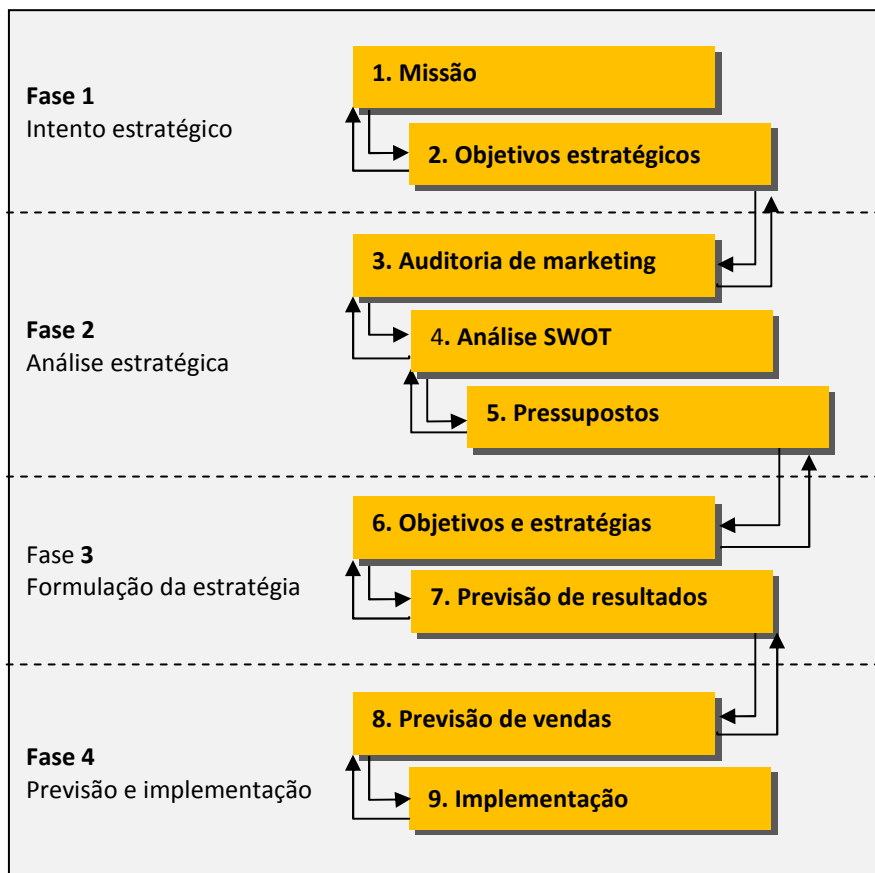 Fase 1
Intento estratégico
1. Missão
2. Objetivos estratégicos
Fase 2
Análise estratégica
3. Auditoria de marketing
4. Análise SWOT
5. Pressupostos
Fase 3
Formulação da estratégia
6. Objetivos e estratégias
7. Previsão de resultados
Fase 4
Previsão e implementação
8. Previsão de vendas
9. Implementação